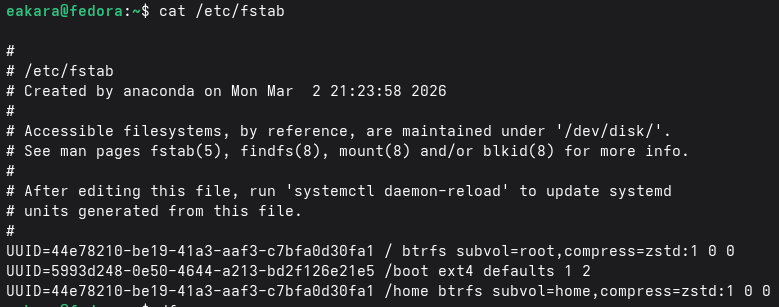 eakara@fedora:~$ cat /etc/fstab
#
# /etc/fstab
# Created by anaconda on Mon Mar  2 21:23:58 2026
#
# Accessible filesystems, by reference, are maintained under '/dev/disk/'.
# See man pages fstab(5), findfs(8), mount(8) and/or blkid(8) for more info.
#
# After editing this file, run 'systemctl daemon-reload' to update systemd
# units generated from this file.
#
UUID=44e78210-be19-41a3-aaf3-c7bfa0d30fa1 / btrfs subvol=root,compress=zstd:1 0 0
UUID=5993d248-0e50-4644-a213-bd2f126e21e5 /boot ext4 defaults 1 2
UUID=44e78210-be19-41a3-aaf3-c7bfa0d30fa1 /home btrfs subvol=home,compress=zstd:1 0 0